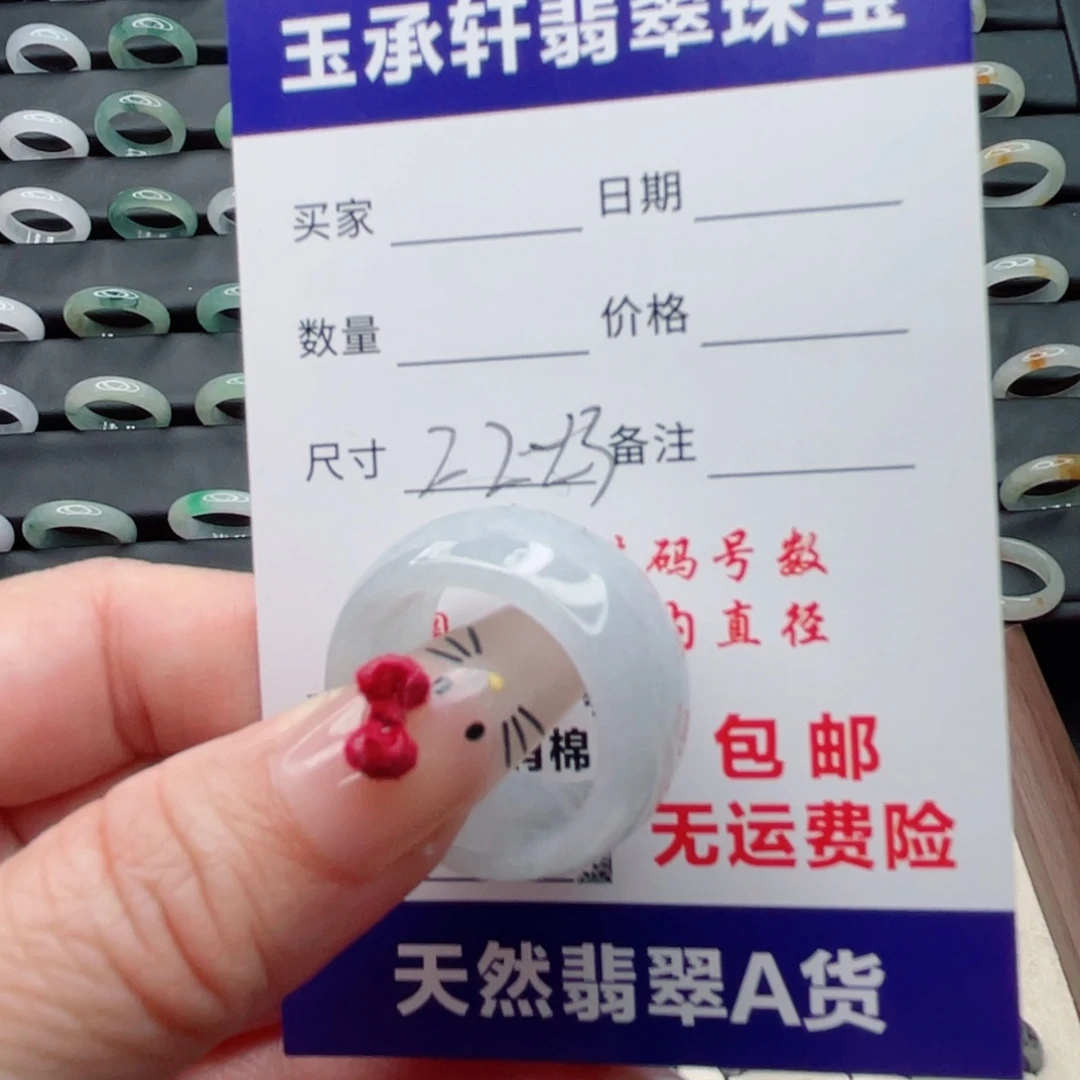 玉承轩翡翠珠宝
买家 日期
数量 价格
尺寸 22-23 备注
码号数
内直径
包邮
棉
无运费险
天然翡翠A货